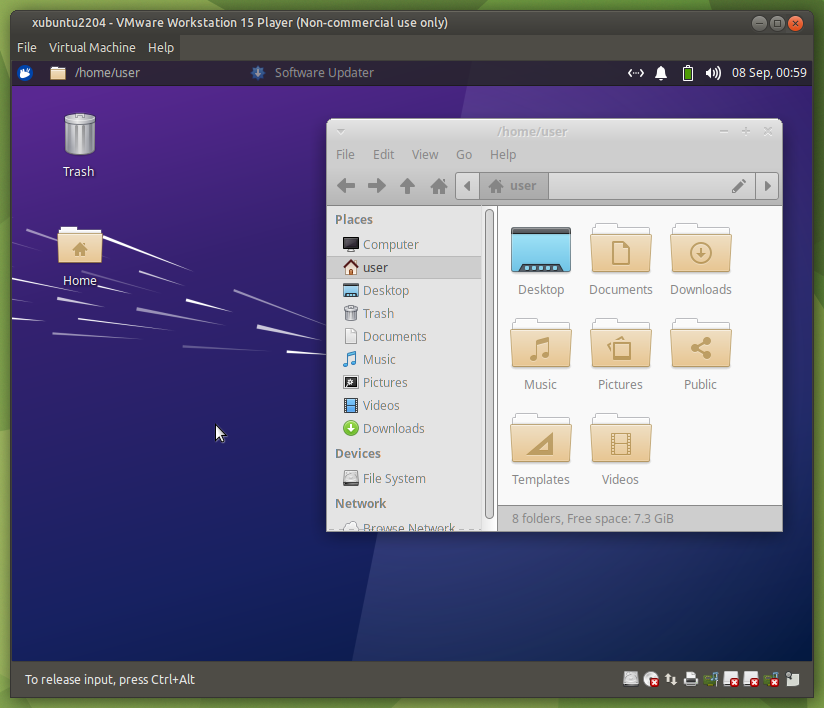 xubuntu2204 - VMware Workstation 15 Player (Non-commercial use only)
File Virtual Machine Help
/home/user Software Updater 08 Sep, 00:59
Trash
Home
/home/user
File Edit View Go Help
user
Places
Computer
user
Desktop
Trash
Documents
Music
Pictures
Videos
Downloads
Devices
File System
Network
Browse Network
Desktop Documents Downloads
Music Pictures Public
Templates Videos
8 folders, Free space: 7.3 GiB
To release input, press Ctrl+Alt